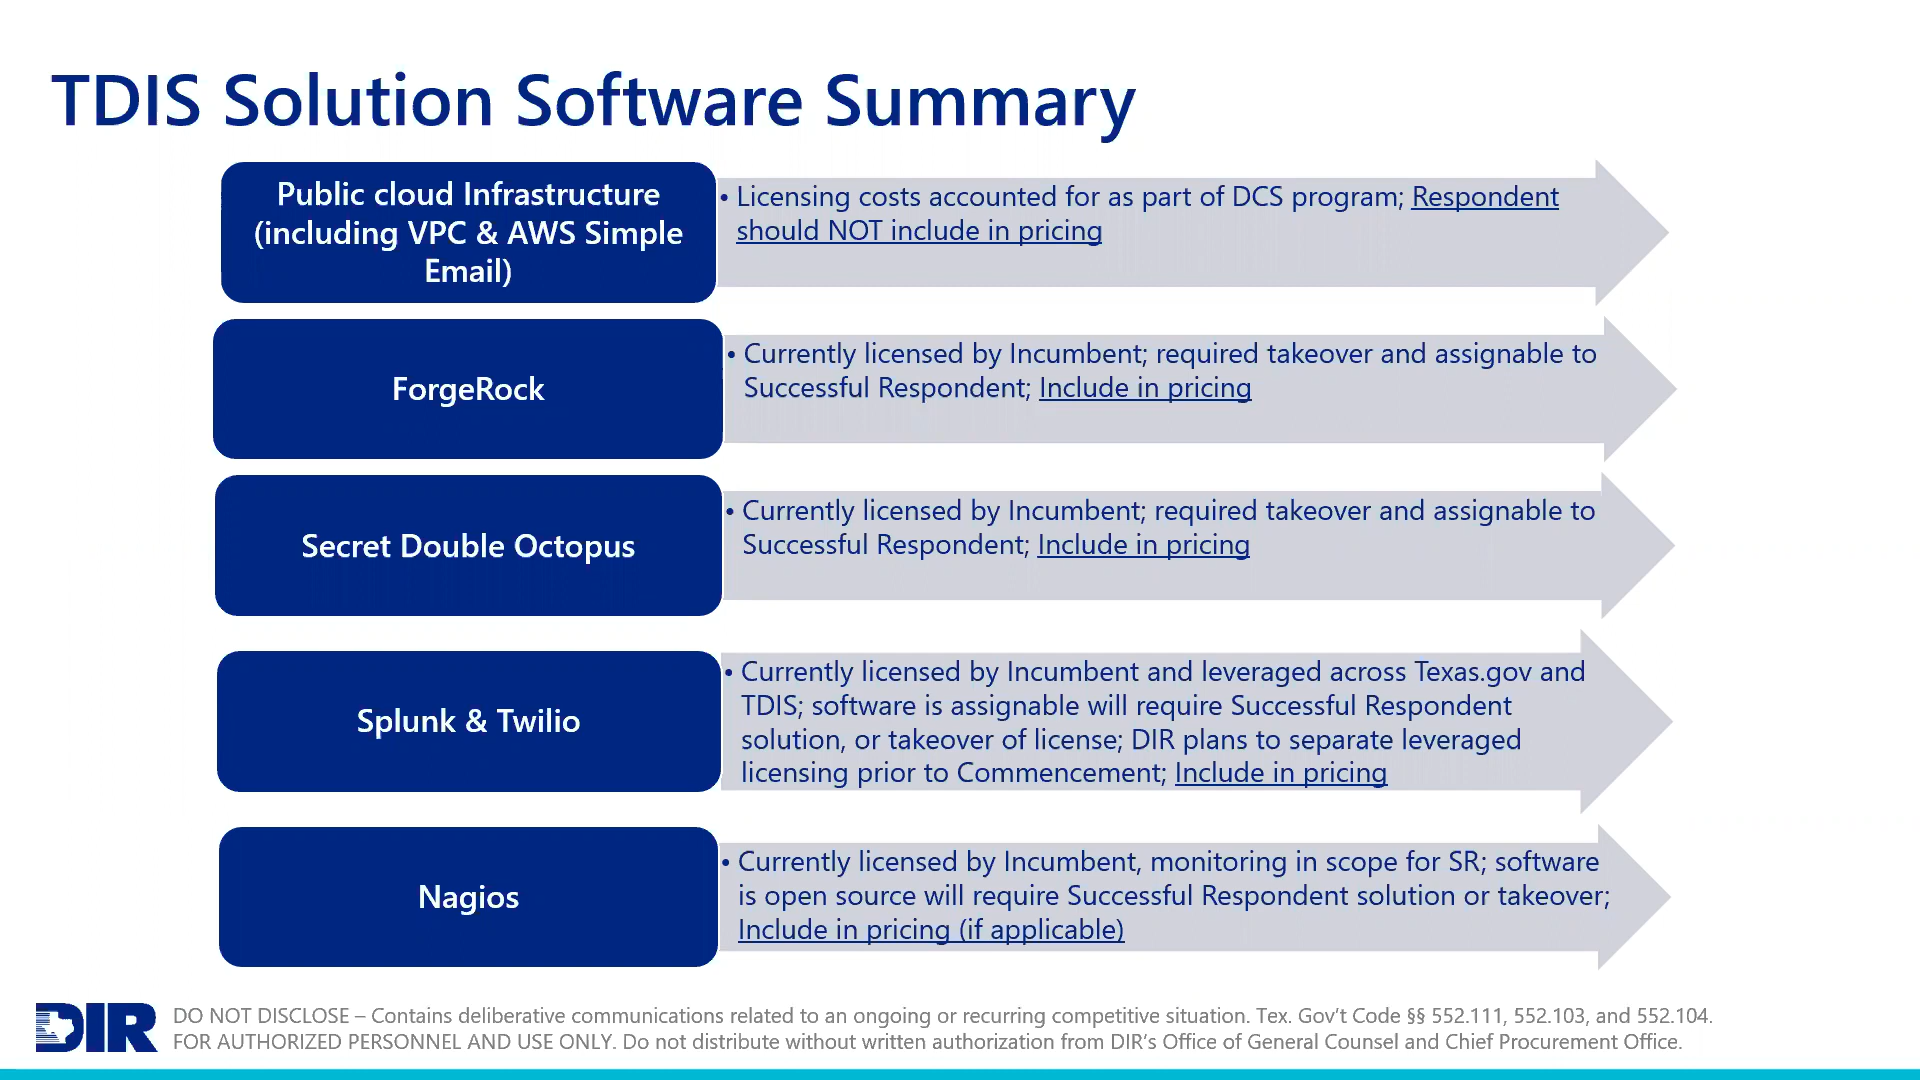 TDIS Solution Software Summary
Public cloud Infrastructure
(including VPC & AWS Simple
Email)
• Licensing costs accounted for as part of DCS program; Respondent
should NOT include in pricing
ForgeRock
• Currently licensed by Incumbent; required takeover and assignable to
Successful Respondent; Include in pricing
Secret Double Octopus
• Currently licensed by Incumbent; required takeover and assignable to
Successful Respondent; Include in pricing
Splunk & Twilio
• Currently licensed by Incumbent and leveraged across Texas.gov and
TDIS; software is assignable will require Successful Respondent
solution, or takeover of license; DIR plans to separate leveraged
licensing prior to Commencement; Include in pricing
Nagios
• Currently licensed by Incumbent, monitoring in scope for SR; software
is open source will require Successful Respondent solution or takeover;
Include in pricing (if applicable)
DIR
DO NOT DISCLOSE – Contains deliberative communications related to an ongoing or recurring competitive situation. Tex. Gov’t Code §§ 552.111, 552.103, and 552.104.
FOR AUTHORIZED PERSONNEL AND USE ONLY. Do not distribute without written authorization from DIR’s Office of General Counsel and Chief Procurement Office.